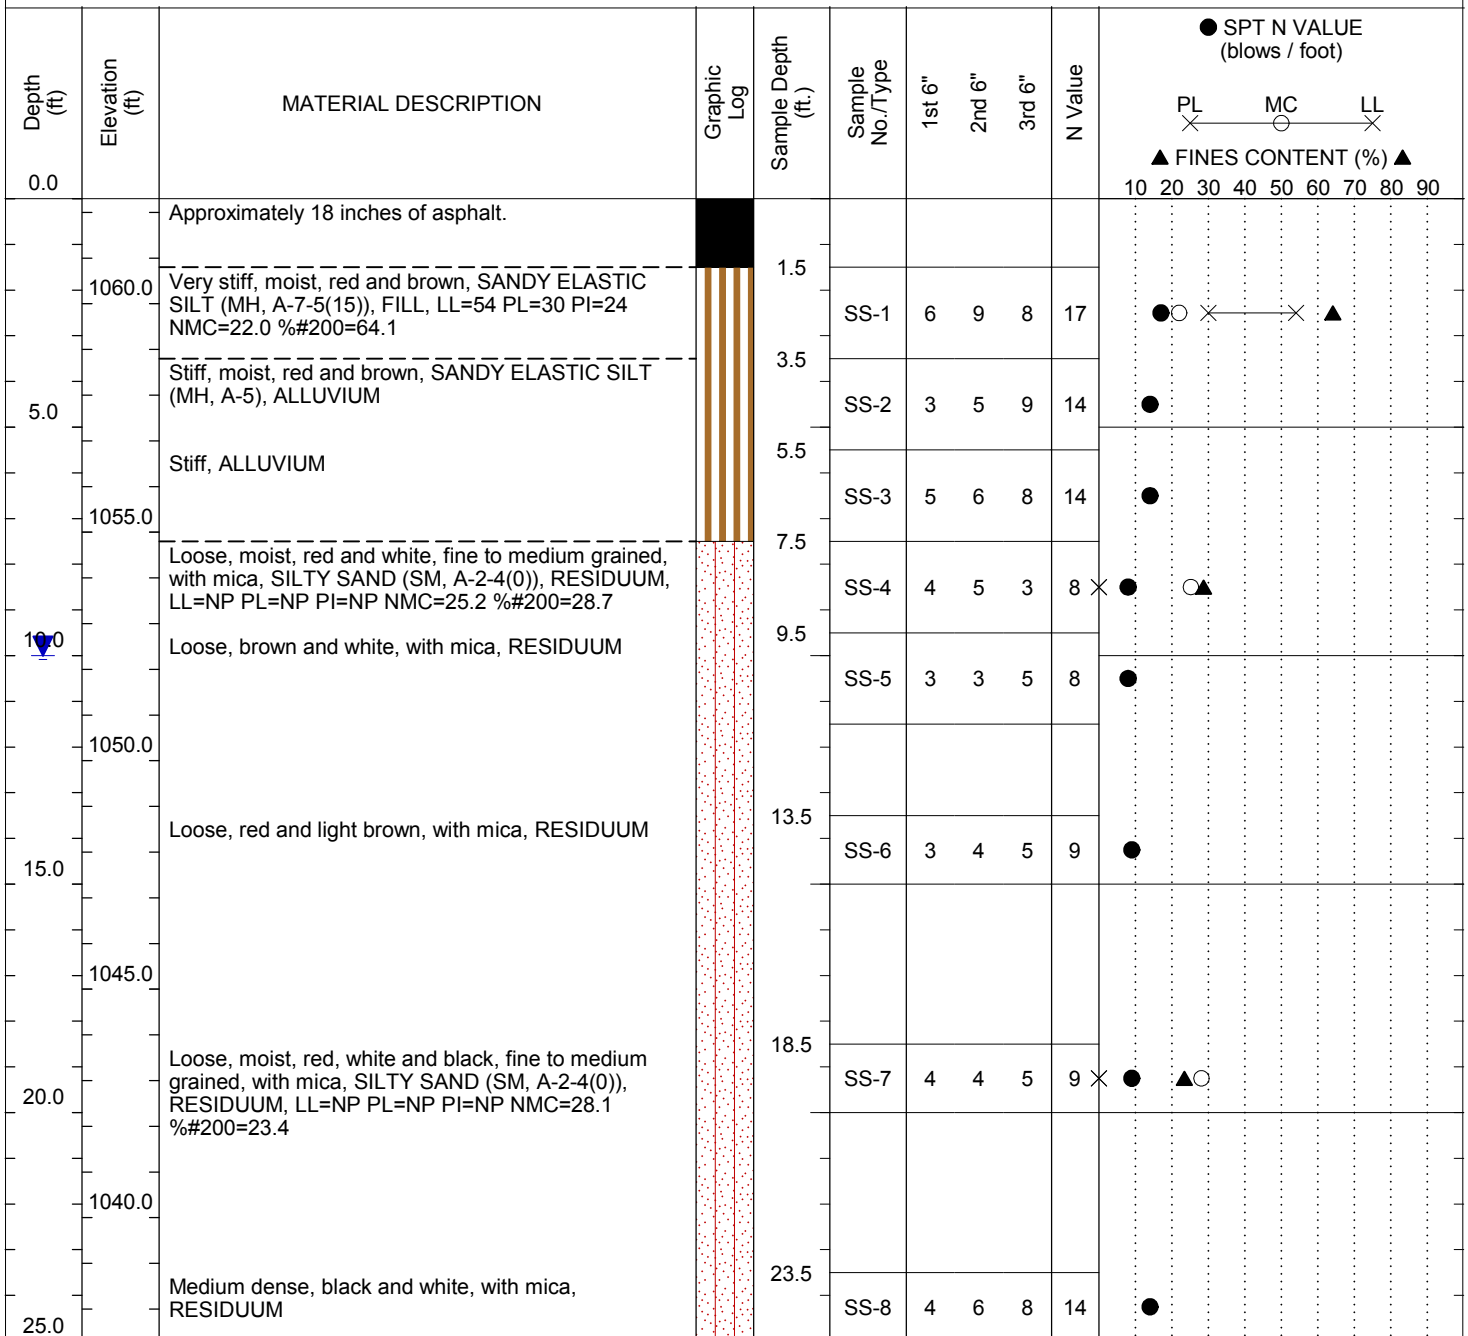 ● SPT N VALUE
(blows / foot)
PL MC LL
▲ FINES CONTENT (%) ▲
10 20 30 40 50 60 70 80 90
Depth
(ft)
Elevation
(ft)
MATERIAL DESCRIPTION
Graphic
Log
Sample Depth
(ft.)
Sample
No./Type
1st 6"
2nd 6"
3rd 6"
N Value
0.0
Approximately 18 inches of asphalt.
1.5
1060.0
Very stiff, moist, red and brown, SANDY ELASTIC
SILT (MH, A-7-5(15)), FILL, LL=54 PL=30 PI=24
NMC=22.0 %#200=64.1
SS-1 6 9 8 17
3.5
Stiff, moist, red and brown, SANDY ELASTIC SILT
(MH, A-5), ALLUVIUM
5.0
SS-2 3 5 9 14
5.5
Stiff, ALLUVIUM
SS-3 5 6 8 14
1055.0
7.5
Loose, moist, red and white, fine to medium grained,
with mica, SILTY SAND (SM, A-2-4(0)), RESIDUUM,
LL=NP PL=NP PI=NP NMC=25.2 %#200=28.7
SS-4 4 5 3 8
9.5
10.0
Loose, brown and white, with mica, RESIDUUM
SS-5 3 3 5 8
1050.0
13.5
Loose, red and light brown, with mica, RESIDUUM
SS-6 3 4 5 9
15.0
1045.0
18.5
Loose, moist, red, white and black, fine to medium
grained, with mica, SILTY SAND (SM, A-2-4(0)),
RESIDUUM, LL=NP PL=NP PI=NP NMC=28.1
%#200=23.4
SS-7 4 4 5 9
20.0
1040.0
23.5
Medium dense, black and white, with mica,
RESIDUUM
SS-8 4 6 8 14
25.0